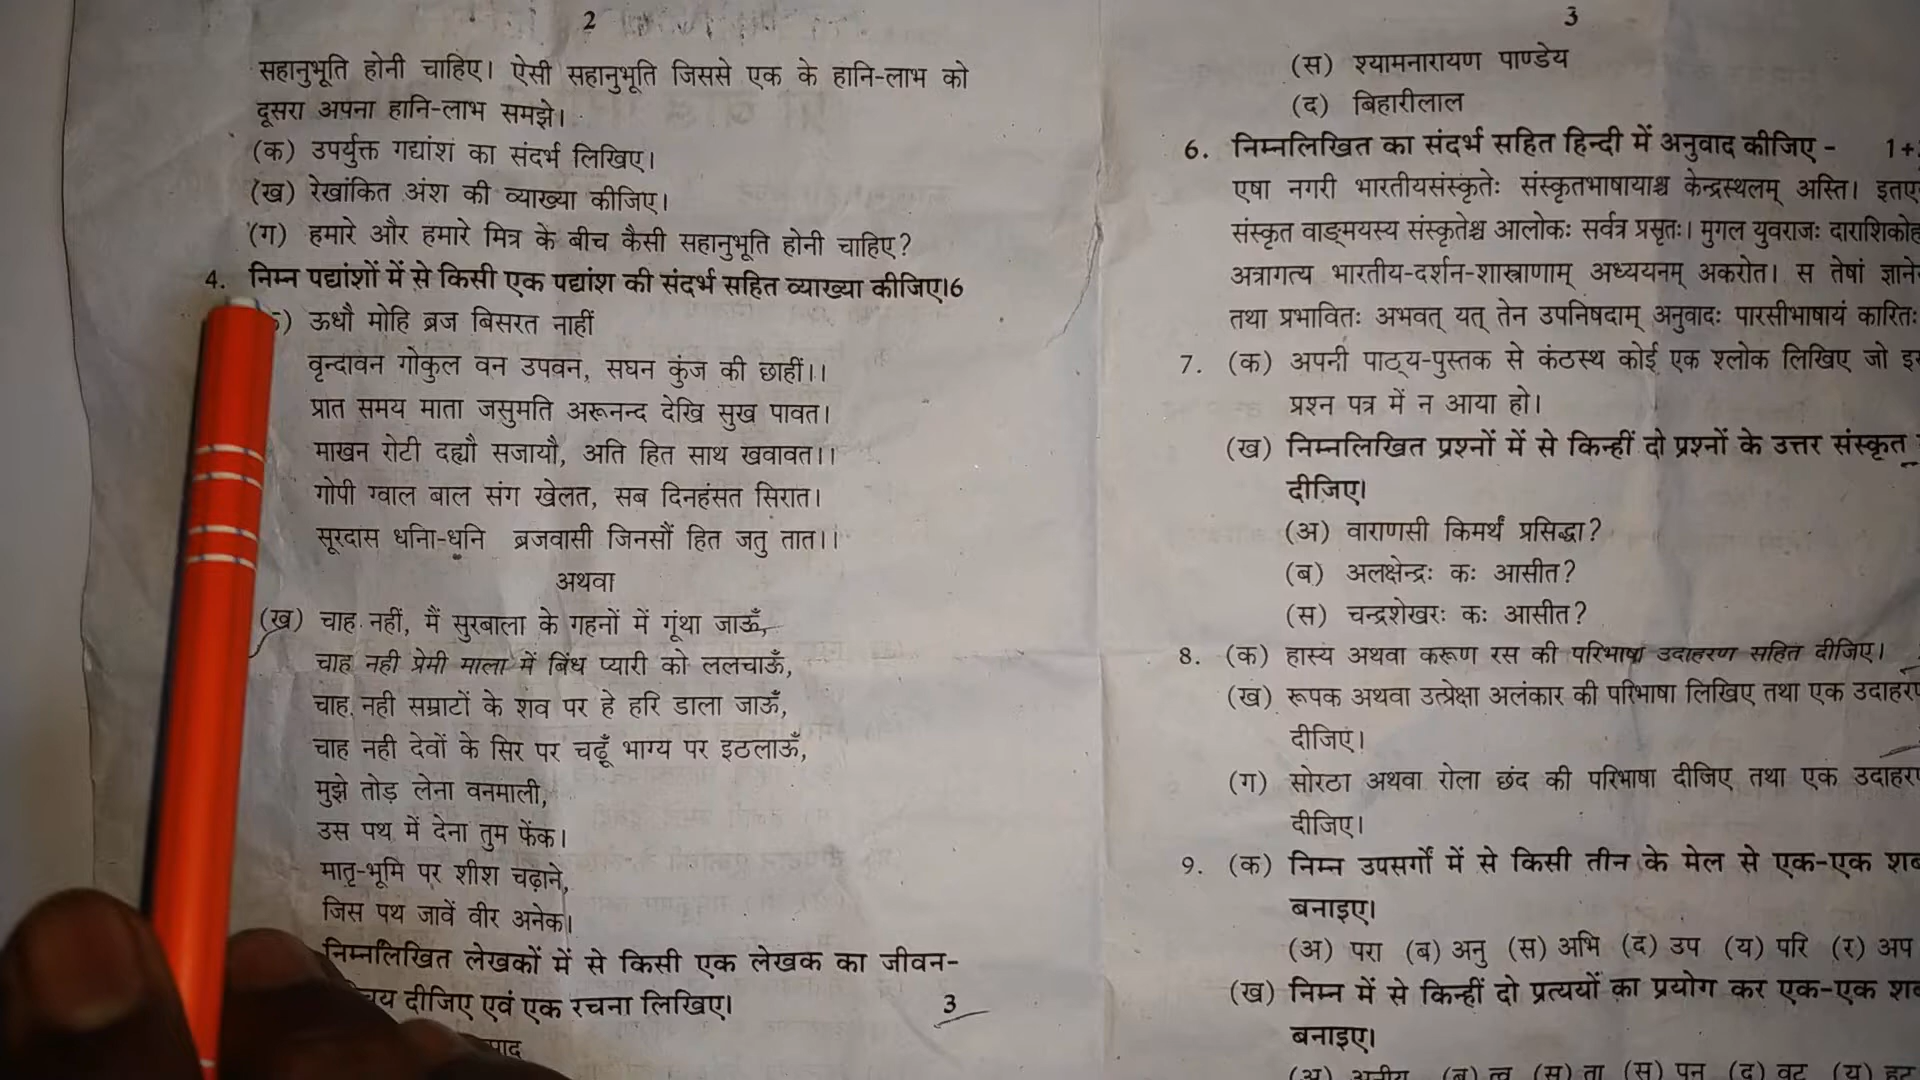 2
सहानुभूति होनी चाहिए। ऐसी सहानुभूति जिससे एक के हानि-लाभ को
दूसरा अपना हानि-लाभ समझे।
(क) उपर्युक्त गद्यांश का संदर्भ लिखिए।
(ख) रेखांकित अंश की व्याख्या कीजिए।
(ग) हमारे और हमारे मित्र के बीच कैसी सहानुभूति होनी चाहिए?
4. निम्न पद्यांशों में से किसी एक पद्यांश की संदर्भ सहित व्याख्या कीजिए।6
ऊधौ मोहि ब्रज बिसरत नाहीं
वृन्दावन गोकुल वन उपवन, सघन कुंज की छाहीं।।
प्रात समय माता जसुमति अरूनन्द देखि सुख पावत।
माखन रोटी दह्यौ सजायौ, अति हित साथ खवावत।।
गोपी ग्वाल बाल संग खेलत, सब दिनहंसत सिरात।
सूरदास धनिा-धनि ब्रजवासी जिनसौं हित जतु तात।।
अथवा
(ख) चाह नहीं, मैं सुरबाला के गहनों में गूंथा जाऊँ,
चाह नही प्रेमी माला में बिंध प्यारी को ललचाऊँ,
चाह नही सम्राटों के शव पर हे हरि डाला जाऊँ,
चाह नही देवों के सिर पर चढ़ूँ भाग्य पर इठलाऊँ,
मुझे तोड़ लेना वनमाली,
उस पथ में देना तुम फेंक।
मातृ-भूमि पर शीश चढ़ाने,
जिस पथ जावें वीर अनेक।
निम्नलिखित लेखकों में से किसी एक लेखक का जीवन-
दीजिए एवं एक रचना लिखिए। 3
3
(स) श्यामनारायण पाण्डेय
(द) बिहारीलाल
6. निम्नलिखित का संदर्भ सहित हिन्दी में अनुवाद कीजिए - 1+
एषा नगरी भारतीयसंस्कृतेः संस्कृतभाषायाश्च केन्द्रस्थलम् अस्ति।
संस्कृत वाङ्मयस्य संस्कृतेश्च आलोकः सर्वत्र प्रसृतः। मुगल युवराजः
अत्रागत्य भारतीय-दर्शन-शास्त्राणाम् अध्ययनम् अकरोत। स तेषां
तथा प्रभावितः अभवत् यत् तेन उपनिषदाम् अनुवादः पारसीभाषायं कारितः
7. (क) अपनी पाठ्य-पुस्तक से कंठस्थ कोई एक श्लोक लिखिए जो
प्रश्न पत्र में न आया हो।
(ख) निम्नलिखित प्रश्नों में से किन्हीं दो प्रश्नों के उत्तर संस्कृत
दीजिए।
(अ) वाराणसी किमर्थं प्रसिद्धा?
(ब) अलक्षेन्द्रः कः आसीत?
(स) चन्द्रशेखरः कः आसीत?
8. (क) हास्य अथवा करूण रस की परिभाषा उदाहरण सहित दीजिए।
(ख) रूपक अथवा उत्प्रेक्षा अलंकार की परिभाषा लिखिए तथा एक
दीजिए।
(ग) सोरठा अथवा रोला छंद की परिभाषा दीजिए तथा एक
दीजिए।
9. (क) निम्न उपसर्गों में से किसी तीन के मेल से एक-एक
बनाइए।
(अ) परा (ब) अनु (स) अभि (द) उप (य) परि (र) अप
(ख) निम्न में से किन्हीं दो प्रत्ययों का प्रयोग कर एक-एक
बनाइए।
(ब) त्व (स) ता (स) पन (द) वट (य)